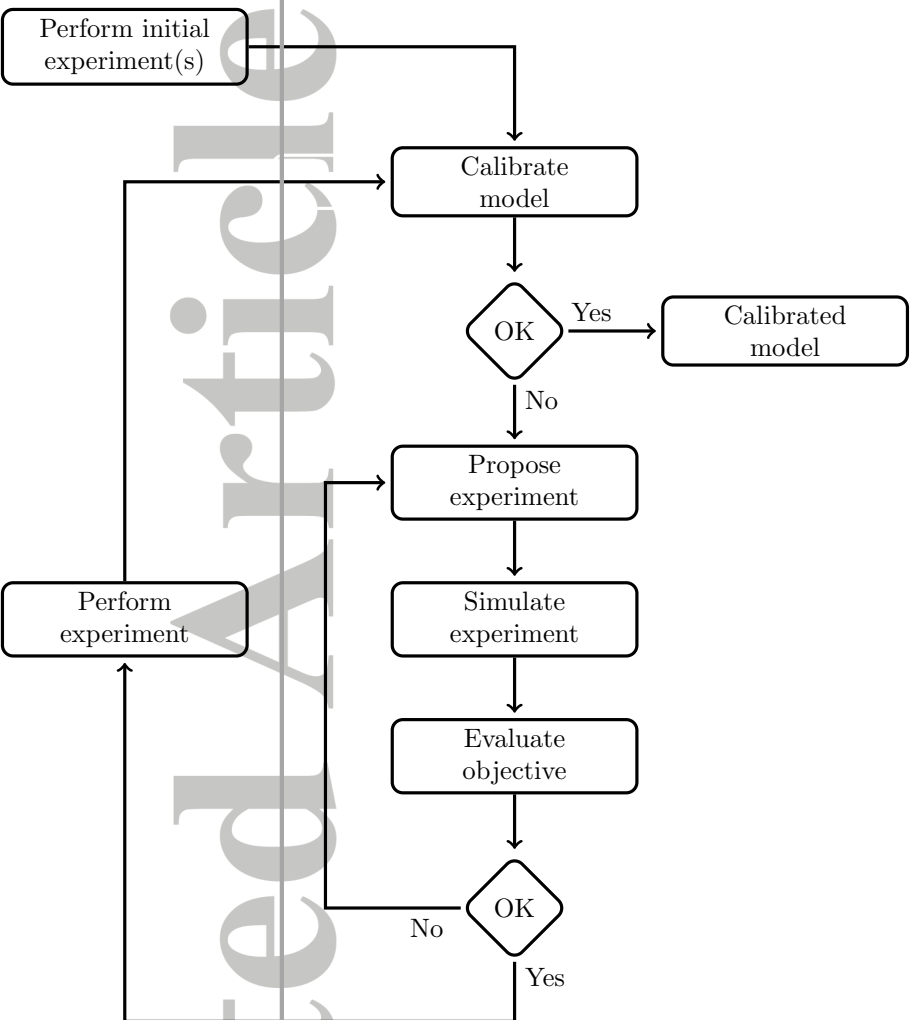 Perform initial
experiment(s)
Calibrate
model
OK
Yes
Calibrated
model
No
Propose
experiment
Perform
experiment
Simulate
experiment
Evaluate
objective
OK
No
Yes
ted Article